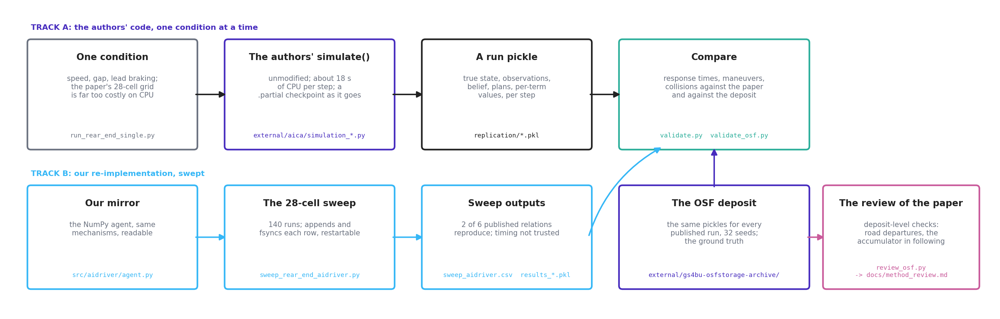 TRACK A: the authors' code, one condition at a time
One condition
speed, gap, lead braking;
the paper's 28-cell grid
is far too costly on CPU
run_rear_end_single.py
The authors' simulate()
unmodified; about 18 s
of CPU per step; a
.partial checkpoint as it goes
external/aica/simulation_*.py
A run pickle
true state, observations,
belief, plans, per-term
values, per step
replication/*.pkl
Compare
response times, maneuvers,
collisions against the paper
and against the deposit
validate.py  validate_osf.py
TRACK B: our re-implementation, swept
Our mirror
the NumPy agent, same
mechanisms, readable
src/aidriver/agent.py
The 28-cell sweep
140 runs; appends and
fsyncs each row, restartable
sweep_rear_end_aidriver.py
Sweep outputs
2 of 6 published relations
reproduce; timing not trusted
sweep_aidriver.csv  results_*.pkl
The OSF deposit
the same pickles for every
published run, 32 seeds;
the ground truth
external/gs4bu-osfstorage-archive/
The review of the paper
deposit-level checks:
road departures, the
accumulator in following
review_osf.py
-> docs/method_review.md